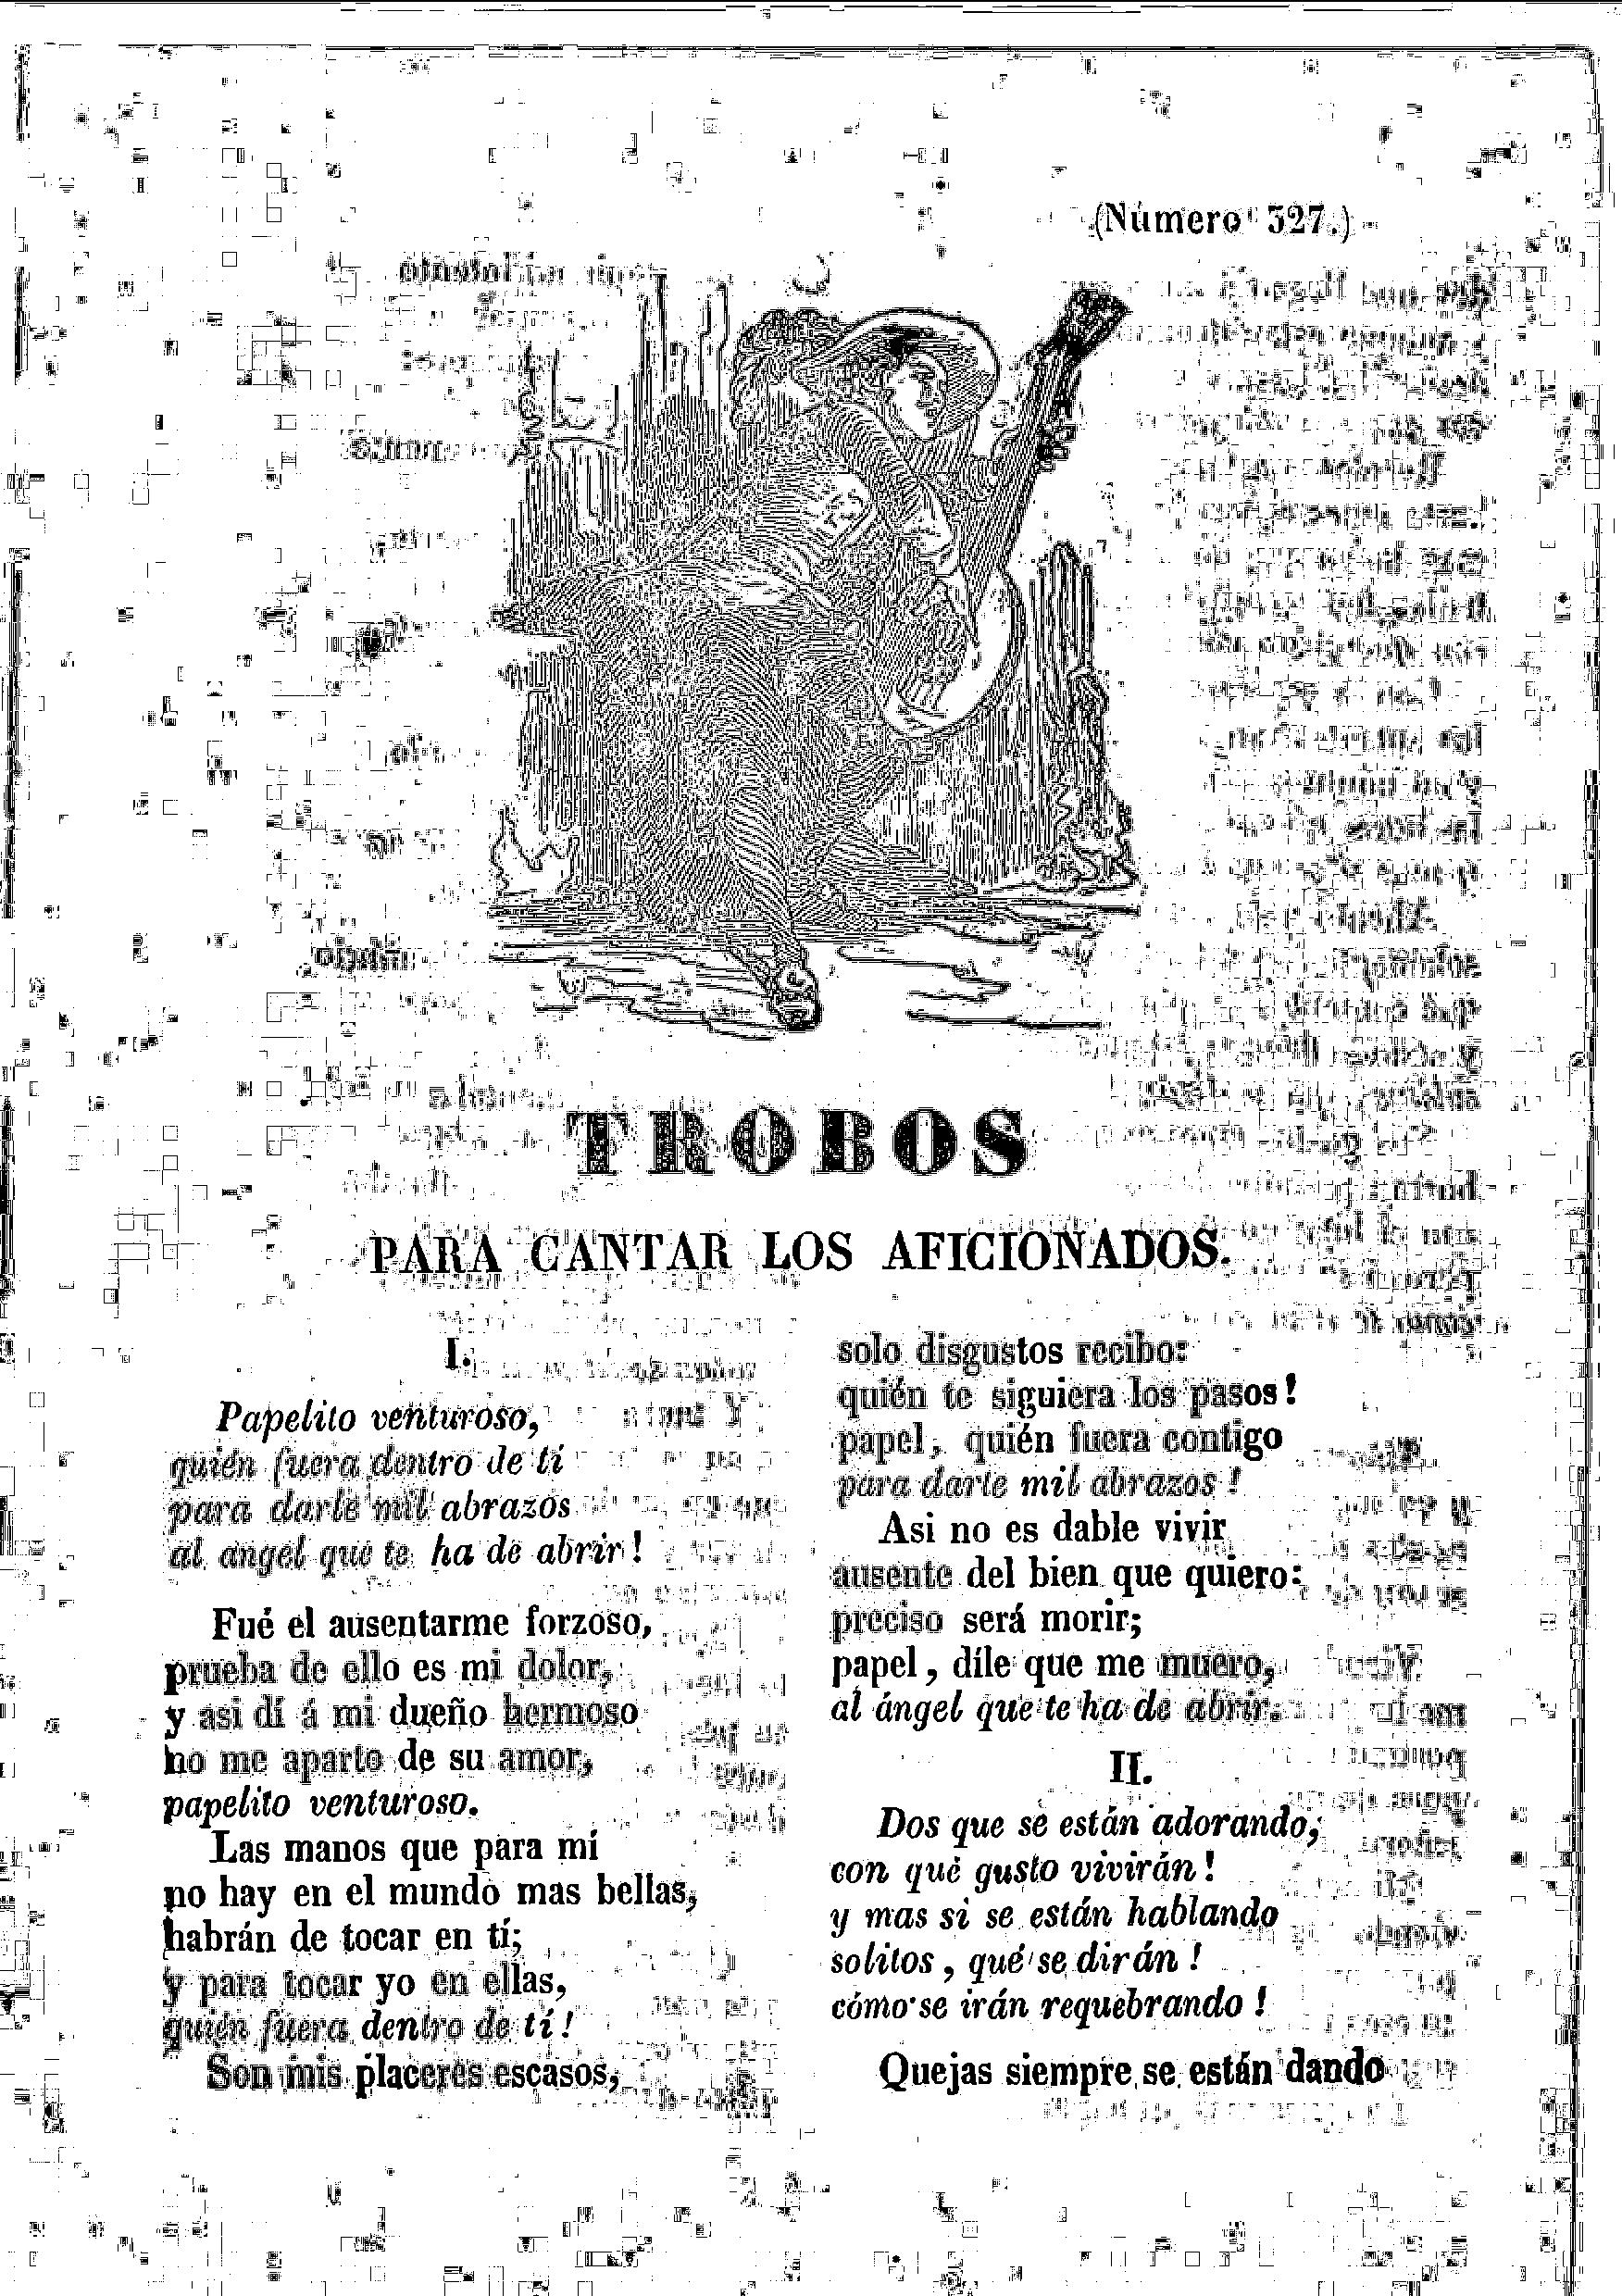 (Número 327.)
TROBOS
PARA CANTAR LOS AFICIONADOS.
I.
Papelito venturoso,
quién fuera dentro de tí
para darle mil abrazos
al angel que te ha de abrir!
Fué el ausentarme forzoso,
prueba de ello es mi dolor,
y asi dí á mi dueño hermoso
no me aparto de su amor,
papelito venturoso.
Las manos que para mí
no hay en el mundo mas bellas,
habrán de tocar en tí;
y para tocar yo en ellas,
quién fuera dentro de tí!
Son mis placeres escasos,
solo disgustos recibo:
quién te siguiera los pasos!
papel, quién fuera contigo
para darle mil abrazos!
Asi no es dable vivir
ausente del bien que quiero:
preciso será morir;
papel, díle que me muero,
al ángel que te ha de abrir.
II.
Dos que se están adorando,
con qué gusto vivirán!
y mas si se están hablando
solitos, qué se dirán!
cómo se irán requebrando!
Quejas siempre se están dando